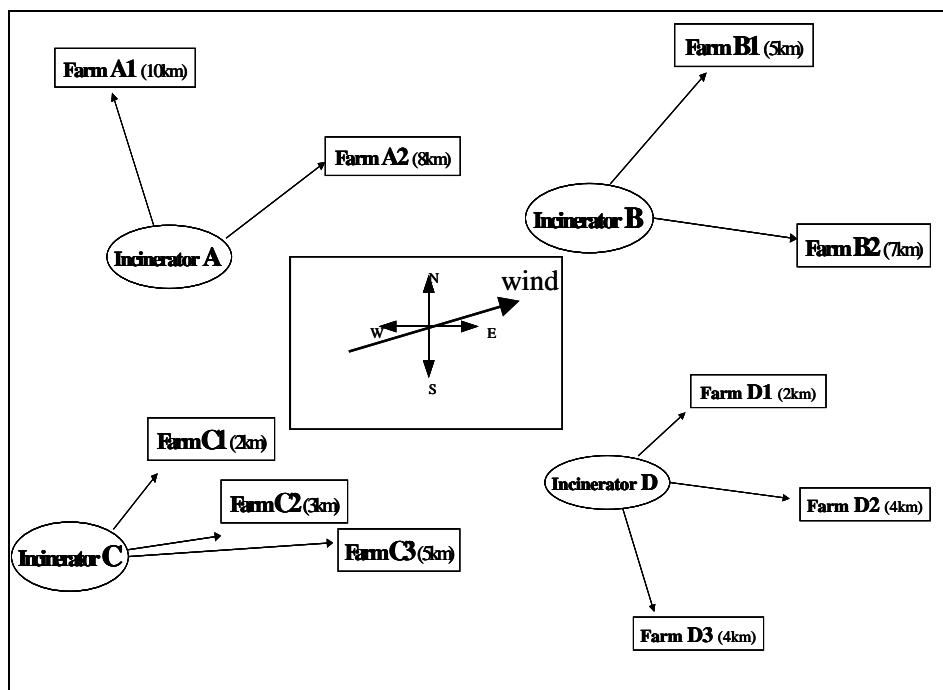 Farm A1 (10km)
Farm B1 (5km)
Farm A2 (8km)
Incinerator A
Incinerator B
Farm B2 (7km)
wind
N
W
E
S
Farm D1 (2km)
Farm C1 (2km)
Farm C2 (3km)
Farm C3 (5km)
Incinerator C
Incinerator D
Farm D2 (4km)
Farm D3 (4km)